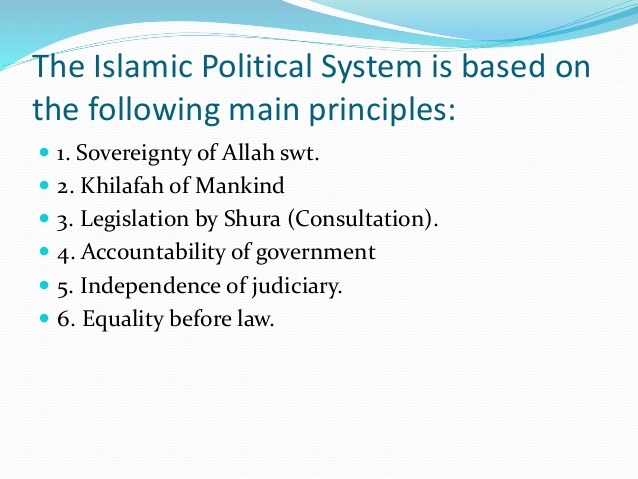 The Islamic Political System is based on
the following main principles:
• 1. Sovereignty of Allah swt.
• 2. Khilafah of Mankind
• 3. Legislation by Shura (Consultation).
• 4. Accountability of government
• 5. Independence of judiciary.
• 6. Equality before law.